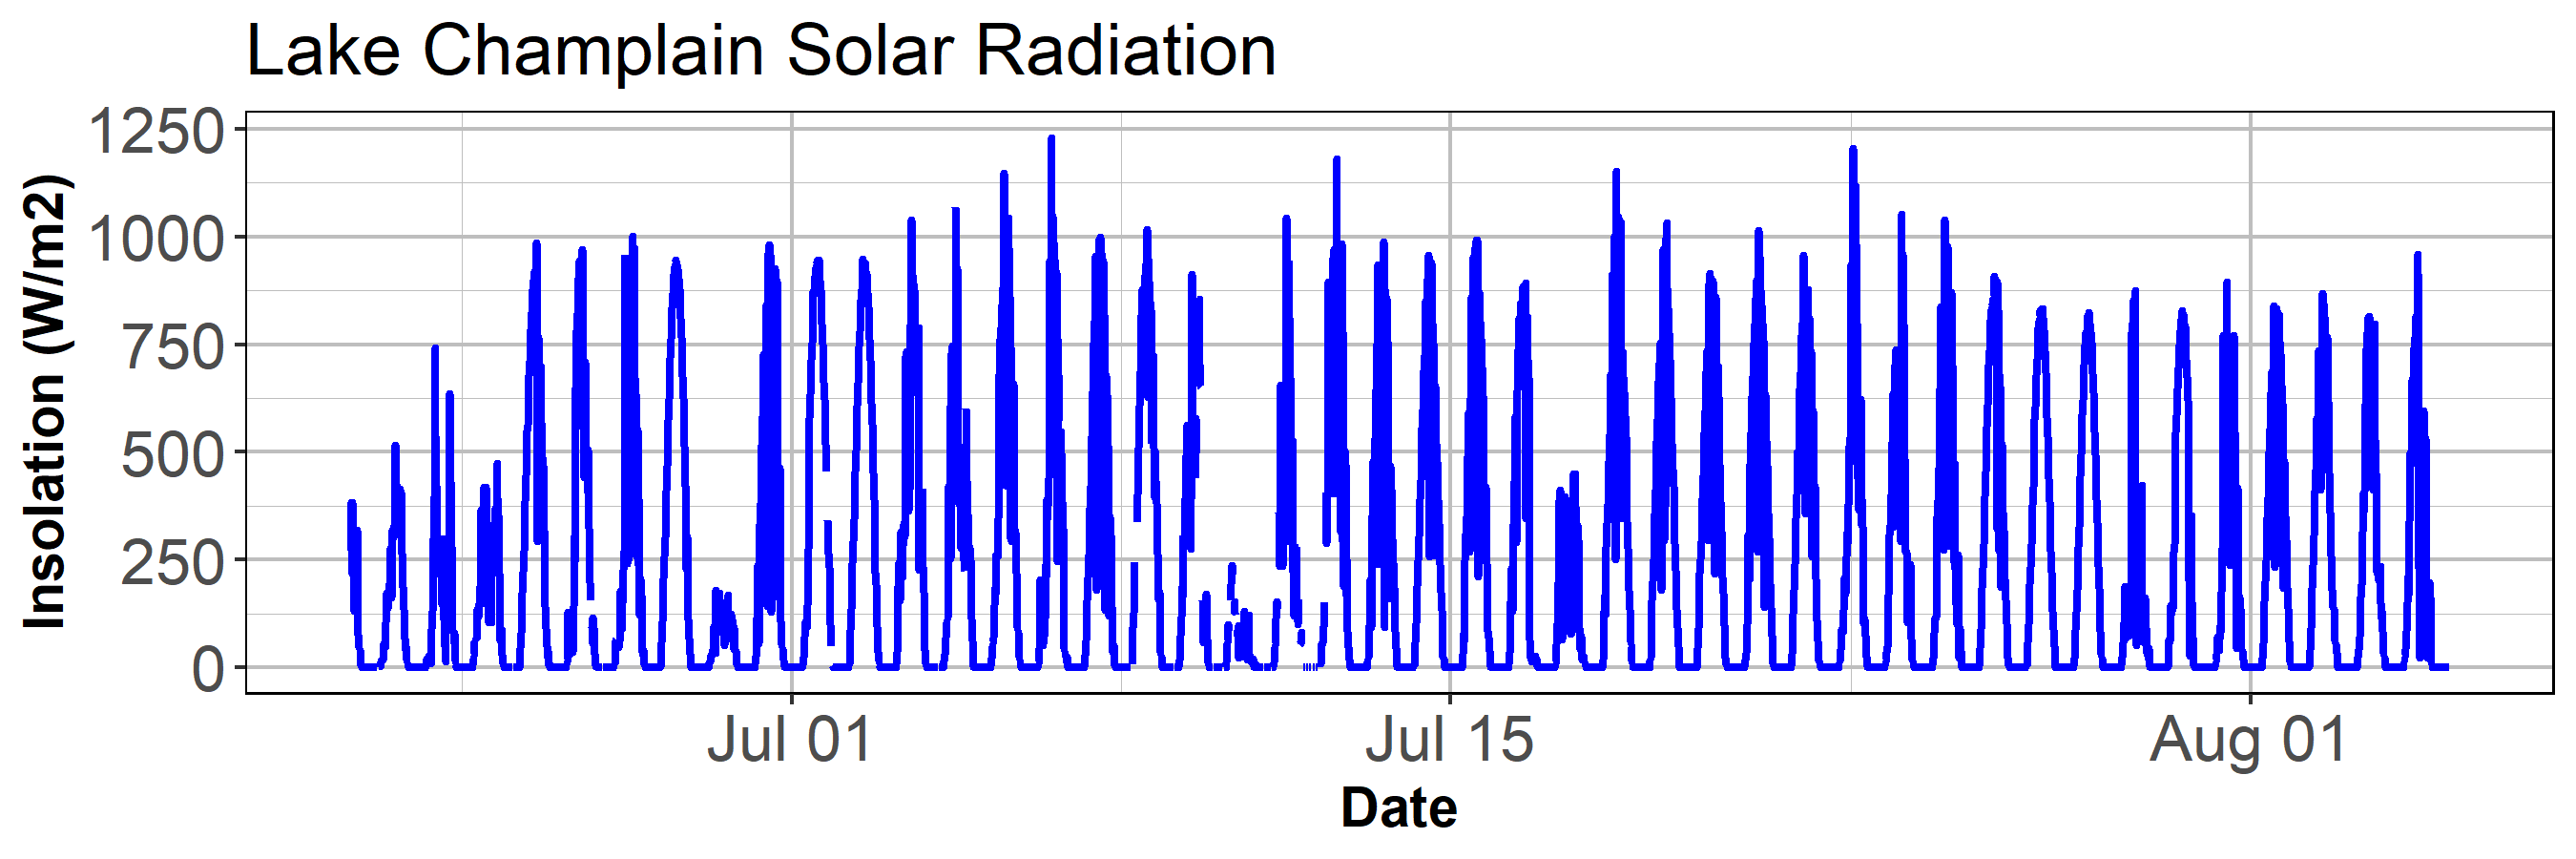 Lake Champlain Solar Radiation
Insolation (W/m2)
1250
1000
750
500
250
0
Jul 01 Jul 15 Aug 01
Date